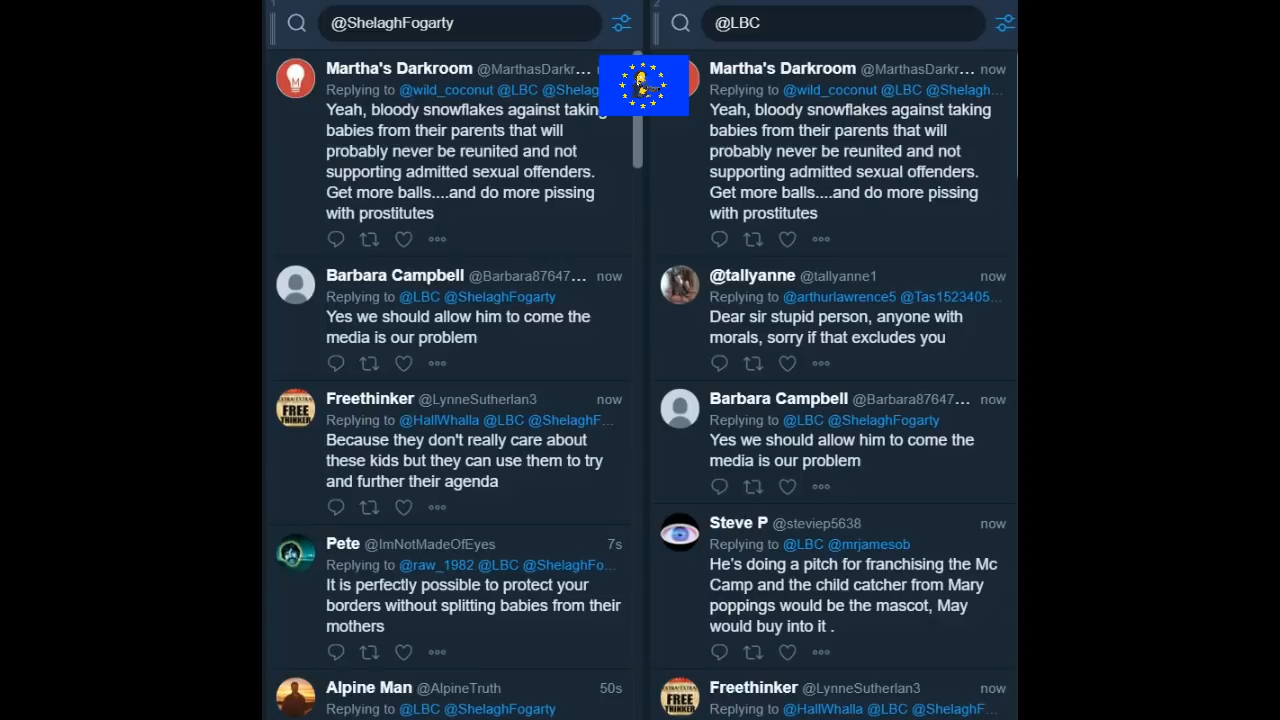 1
@ShelaghFogarty
Martha's Darkroom @MarthasDarkr...
Replying to @wild_coconut @LBC @Shelag
Yeah, bloody snowflakes against taking
babies from their parents that will
probably never be reunited and not
supporting admitted sexual offenders.
Get more balls....and do more pissing
with prostitutes
Barbara Campbell @Barbara87647... now
Replying to @LBC @ShelaghFogarty
Yes we should allow him to come the
media is our problem
Freethinker @LynneSutherlan3 now
Replying to @HallWhalla @LBC @ShelaghF...
Because they don't really care about
these kids but they can use them to try
and further their agenda
Pete @ImNotMadeOfEyes 7s
Replying to @raw_1982 @LBC @ShelaghFo...
It is perfectly possible to protect your
borders without splitting babies from their
mothers
Alpine Man @AlpineTruth 50s
Replying to @LBC @ShelaghFogarty
2
@LBC
Martha's Darkroom @MarthasDarkr... now
Replying to @wild_coconut @LBC @Shelagh...
Yeah, bloody snowflakes against taking
babies from their parents that will
probably never be reunited and not
supporting admitted sexual offenders.
Get more balls....and do more pissing
with prostitutes
@tallyanne @tallyanne1 now
Replying to @arthurlawrence5 @Tas1523405...
Dear sir stupid person, anyone with
morals, sorry if that excludes you
Barbara Campbell @Barbara87647... now
Replying to @LBC @ShelaghFogarty
Yes we should allow him to come the
media is our problem
Steve P @steviep5638 now
Replying to @LBC @mrjamesob
He's doing a pitch for franchising the Mc
Camp and the child catcher from Mary
poppings would be the mascot, May
would buy into it .
Freethinker @LynneSutherlan3 now
Replying to @HallWhalla @LBC @ShelaghF...
EXTRA! EXTRA!
FREE
THINKER